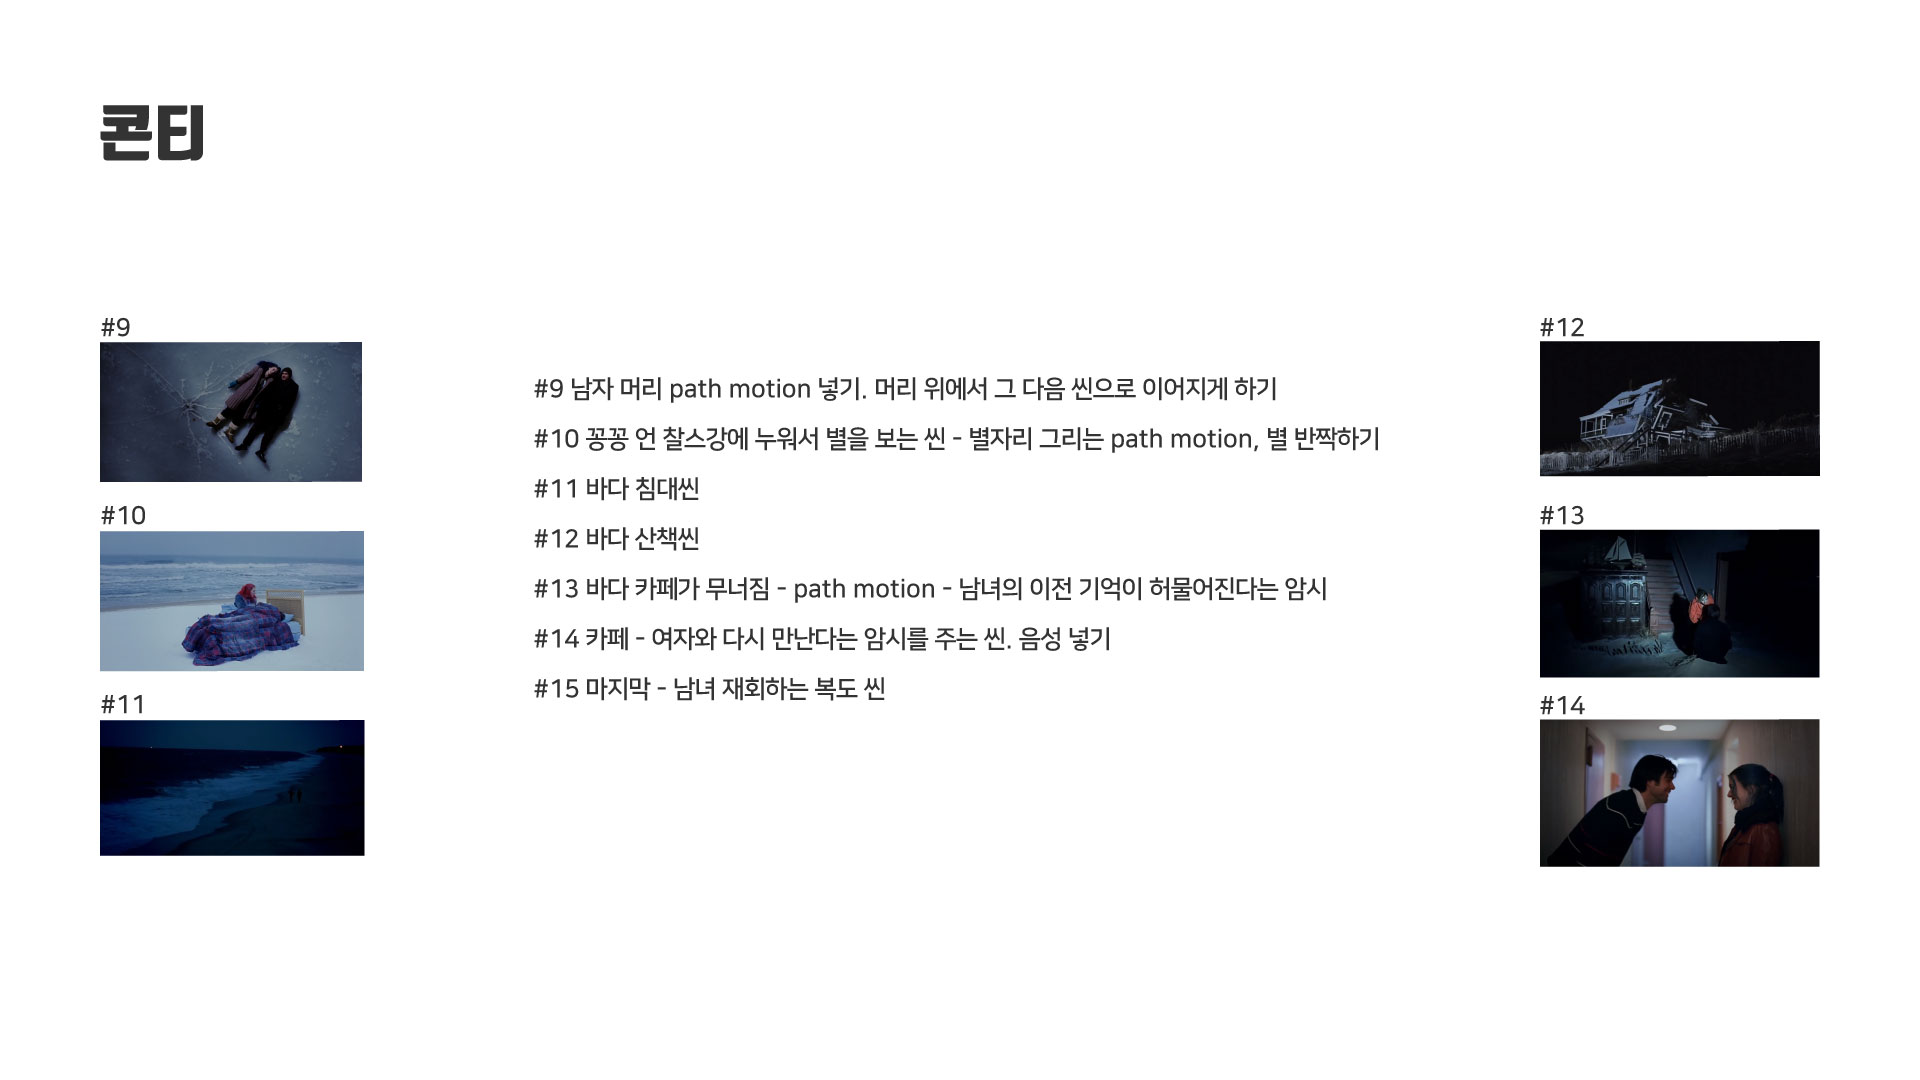 콘티
#9
#10
#11
#9 남자 머리 path motion 넣기. 머리 위에서 그 다음 씬으로 이어지게 하기
#10 꽁꽁 언 찰스강에 누워서 별을 보는 씬 - 별자리 그리는 path motion, 별 반짝하기
#11 바다 침대씬
#12 바다 산책씬
#13 바다 카페가 무너짐 - path motion - 남녀의 이전 기억이 허물어진다는 암시
#14 카페 - 여자와 다시 만난다는 암시를 주는 씬. 음성 넣기
#15 마지막 - 남녀 재회하는 복도 씬
#12
#13
#14